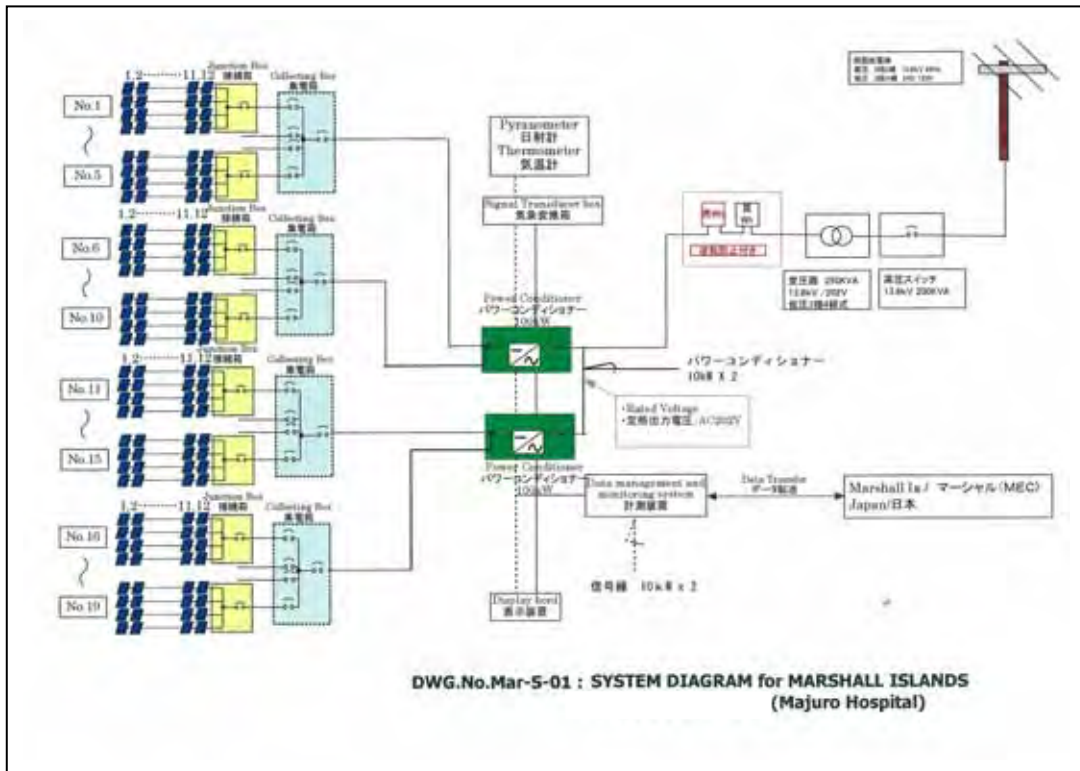 Junction Box
接続箱
1,2·········11,12
Collecting Box
集電箱
No.1
No.5
Junction Box
接続箱
1,2·········11,12
Collecting Box
集電箱
No.6
No.10
Junction Box
1,2·········11,12
接続箱
Collecting Box
集電箱
No.11
No.15
Junction Box
接続箱
1,2·········11,12
Collecting Box
集電箱
No.16
No.19
Pyranometer
日射計
Thermometer
気温計
Signal Transducer box
気象変換箱
Power Conditioner
パワーコンディショナー
100kW
Power Conditioner
パワーコンディショナー
100kW
変圧器 250KVA
13.8kV/202V
高圧スイッチ
13.8kV 200KVA
パワーコンディショナー
10kW X 2
・Rated Voltage
・定格出力電圧/AC202V
Data management and
monitoring system
計測装置
Data Transfer
データ転送
Marshall Is/ マーシャル(MEC)
Japan/日本
信号線 10kW x 2
Display bord
表示装置
DWG.No.Mar-S-01 : SYSTEM DIAGRAM for MARSHALL ISLANDS
(Majuro Hospital)